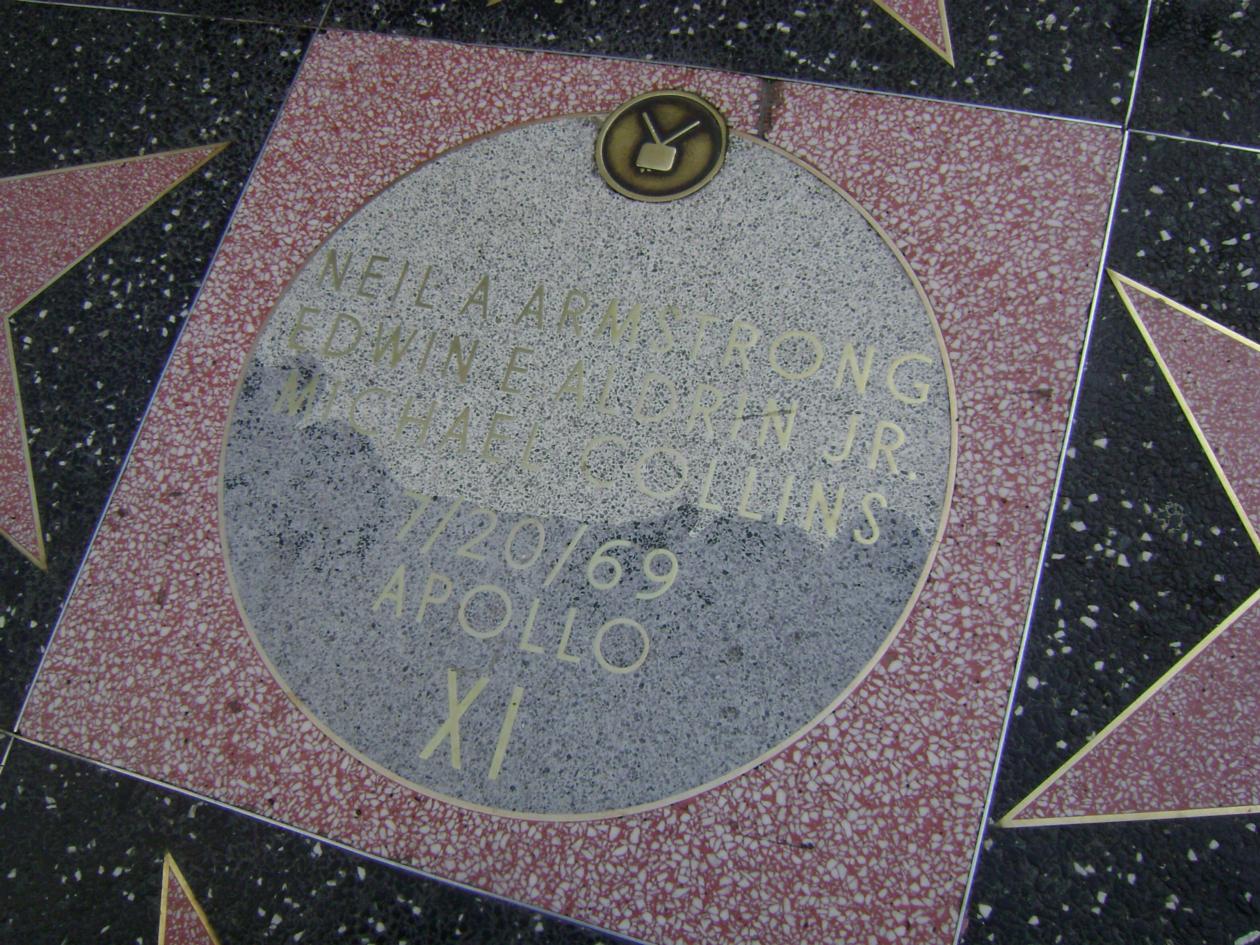 NEIL A. ARMSTRONG
EDWIN E. ALDRIN JR.
MICHAEL COLLINS
7/20/69
APOLLO
XI